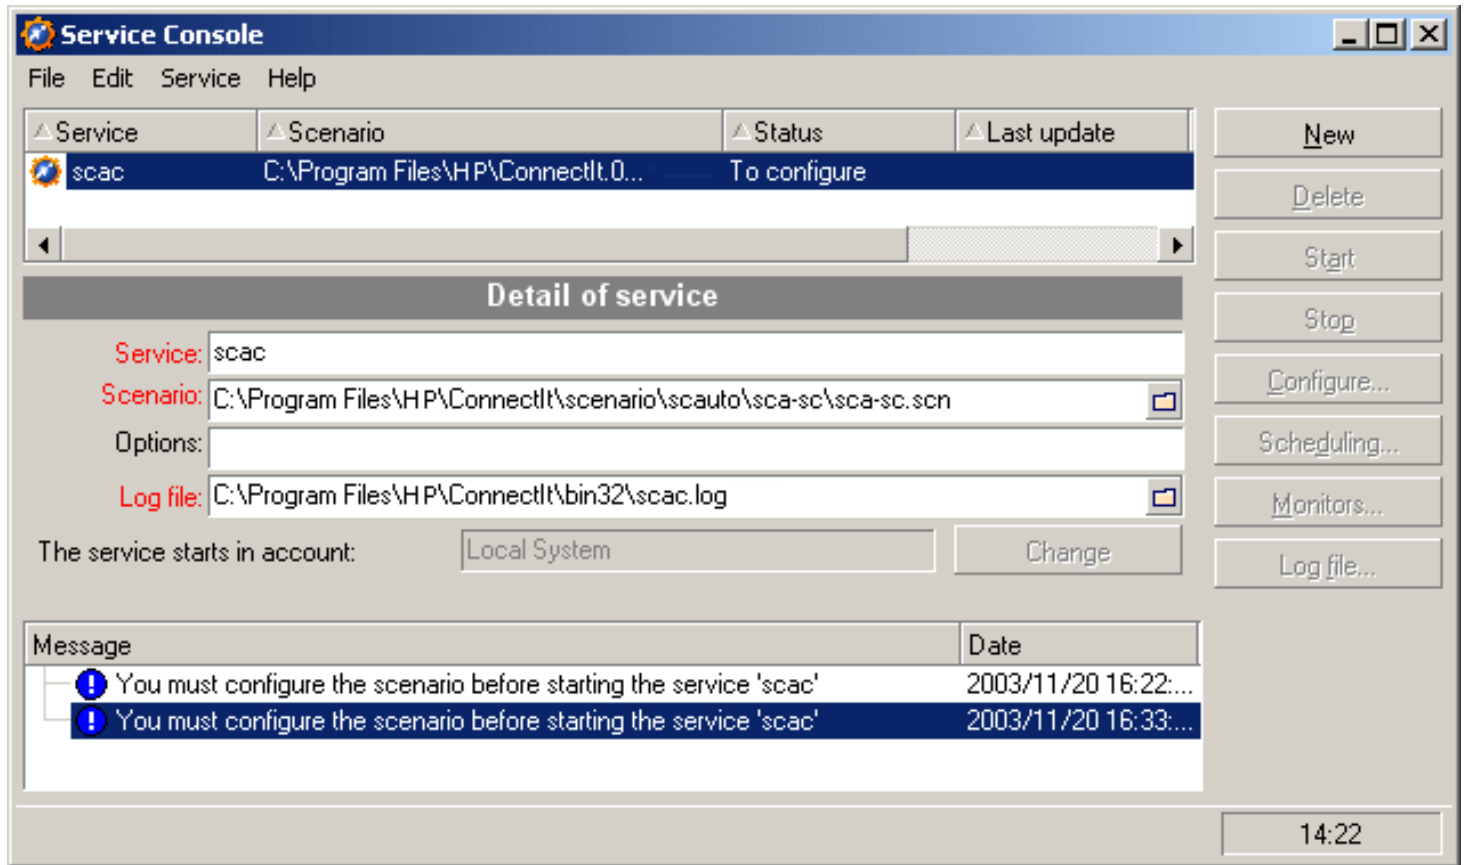 Service Console
File Edit Service Help
Service Scenario Status Last update
scac C:\Program Files\HP\ConnectIt.0... To configure
New
Delete
Start
Stop
Configure...
Scheduling...
Monitors...
Log file...
Detail of service
Service: scac
Scenario: C:\Program Files\HP\ConnectIt\scenario\scauto\sca-sc\sca-sc.scn
Options:
Log file: C:\Program Files\HP\ConnectIt\bin32\scac.log
The service starts in account: Local System Change
Message Date
You must configure the scenario before starting the service 'scac' 2003/11/20 16:22:...
You must configure the scenario before starting the service 'scac' 2003/11/20 16:33:...
14:22